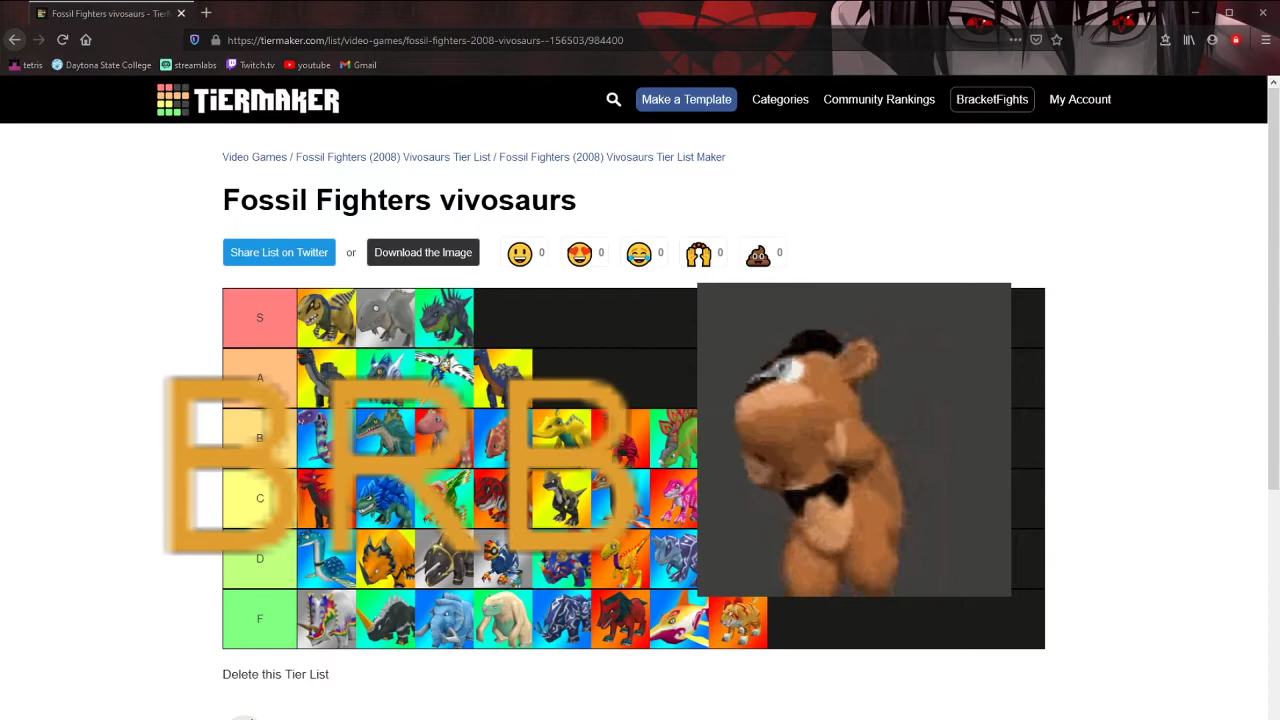 Fossil Fighters vivosaurs - Tier
https://tiermaker.com/list/video-games/fossil-fighters-2008-vivosaurs--156503/984400
tetris Daytona State College streamlabs Twitch.tv youtube Gmail
TiERMAKER Make a Template Categories Community Rankings BracketFights My Account
Video Games / Fossil Fighters (2008) Vivosaurs Tier List / Fossil Fighters (2008) Vivosaurs Tier List Maker
Fossil Fighters vivosaurs
Share List on Twitter or Download the Image 0 0 0 0 0
S
A
B
BRB
C
D
F
Delete this Tier List